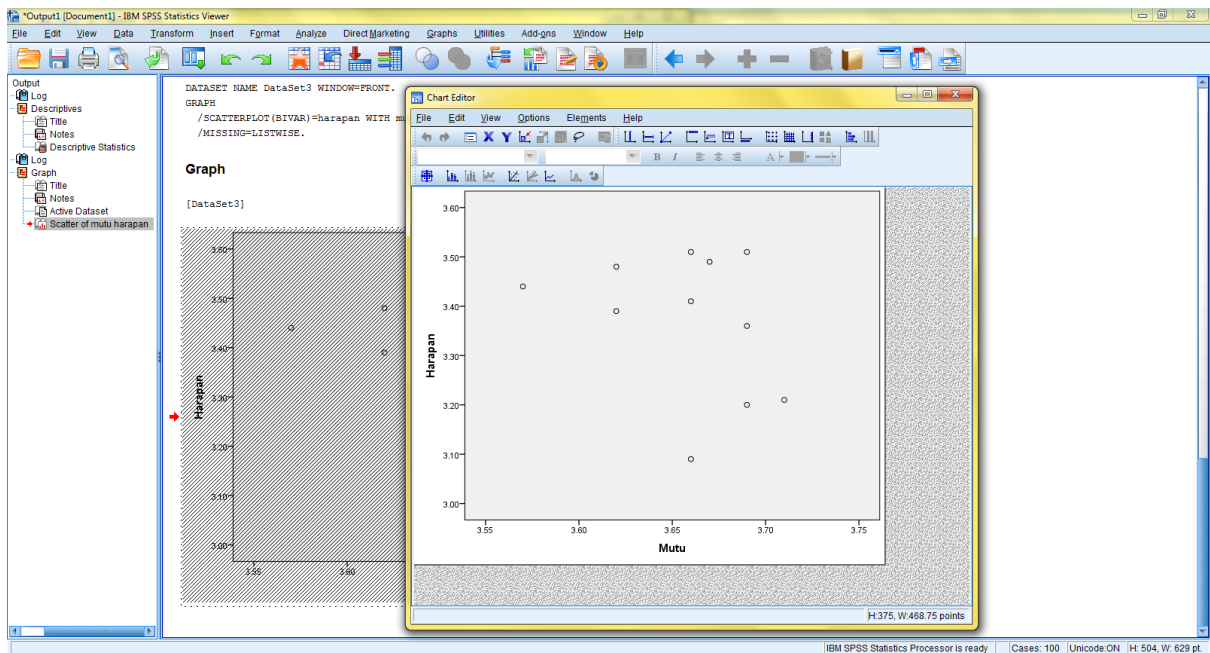 *Output1 [Document1] - IBM SPSS Statistics Viewer
File Edit View Data Transform Insert Format Analyze Direct Marketing Graphs Utilities Add-ons Window Help
Output
Log
Descriptives
Title
Notes
Descriptive Statistics
Log
Graph
Title
Notes
Active Dataset
Scatter of mutu harapan
DATASET NAME DataSet3 WINDOW=FRONT.
GRAPH
/SCATTERPLOT(BIVAR)=harapan WITH mu
/MISSING=LISTWISE.
Graph
[DataSet3]
3.60
3.50
3.40
3.30
3.20
3.10
3.00
Harapan
3.55 3.60
Chart Editor
File Edit View Options Elements Help
X Y
B I A
3.60
3.50
3.40
3.30
3.20
3.10
3.00
Harapan
3.55 3.60 3.65 3.70 3.75
Mutu
H:375, W:468.75 points
IBM SPSS Statistics Processor is ready Cases: 100 Unicode:ON H: 504, W: 629 pt.